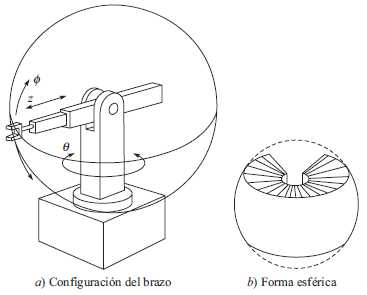 ϕ
z
θ
a) Configuración del brazo
b) Forma esférica